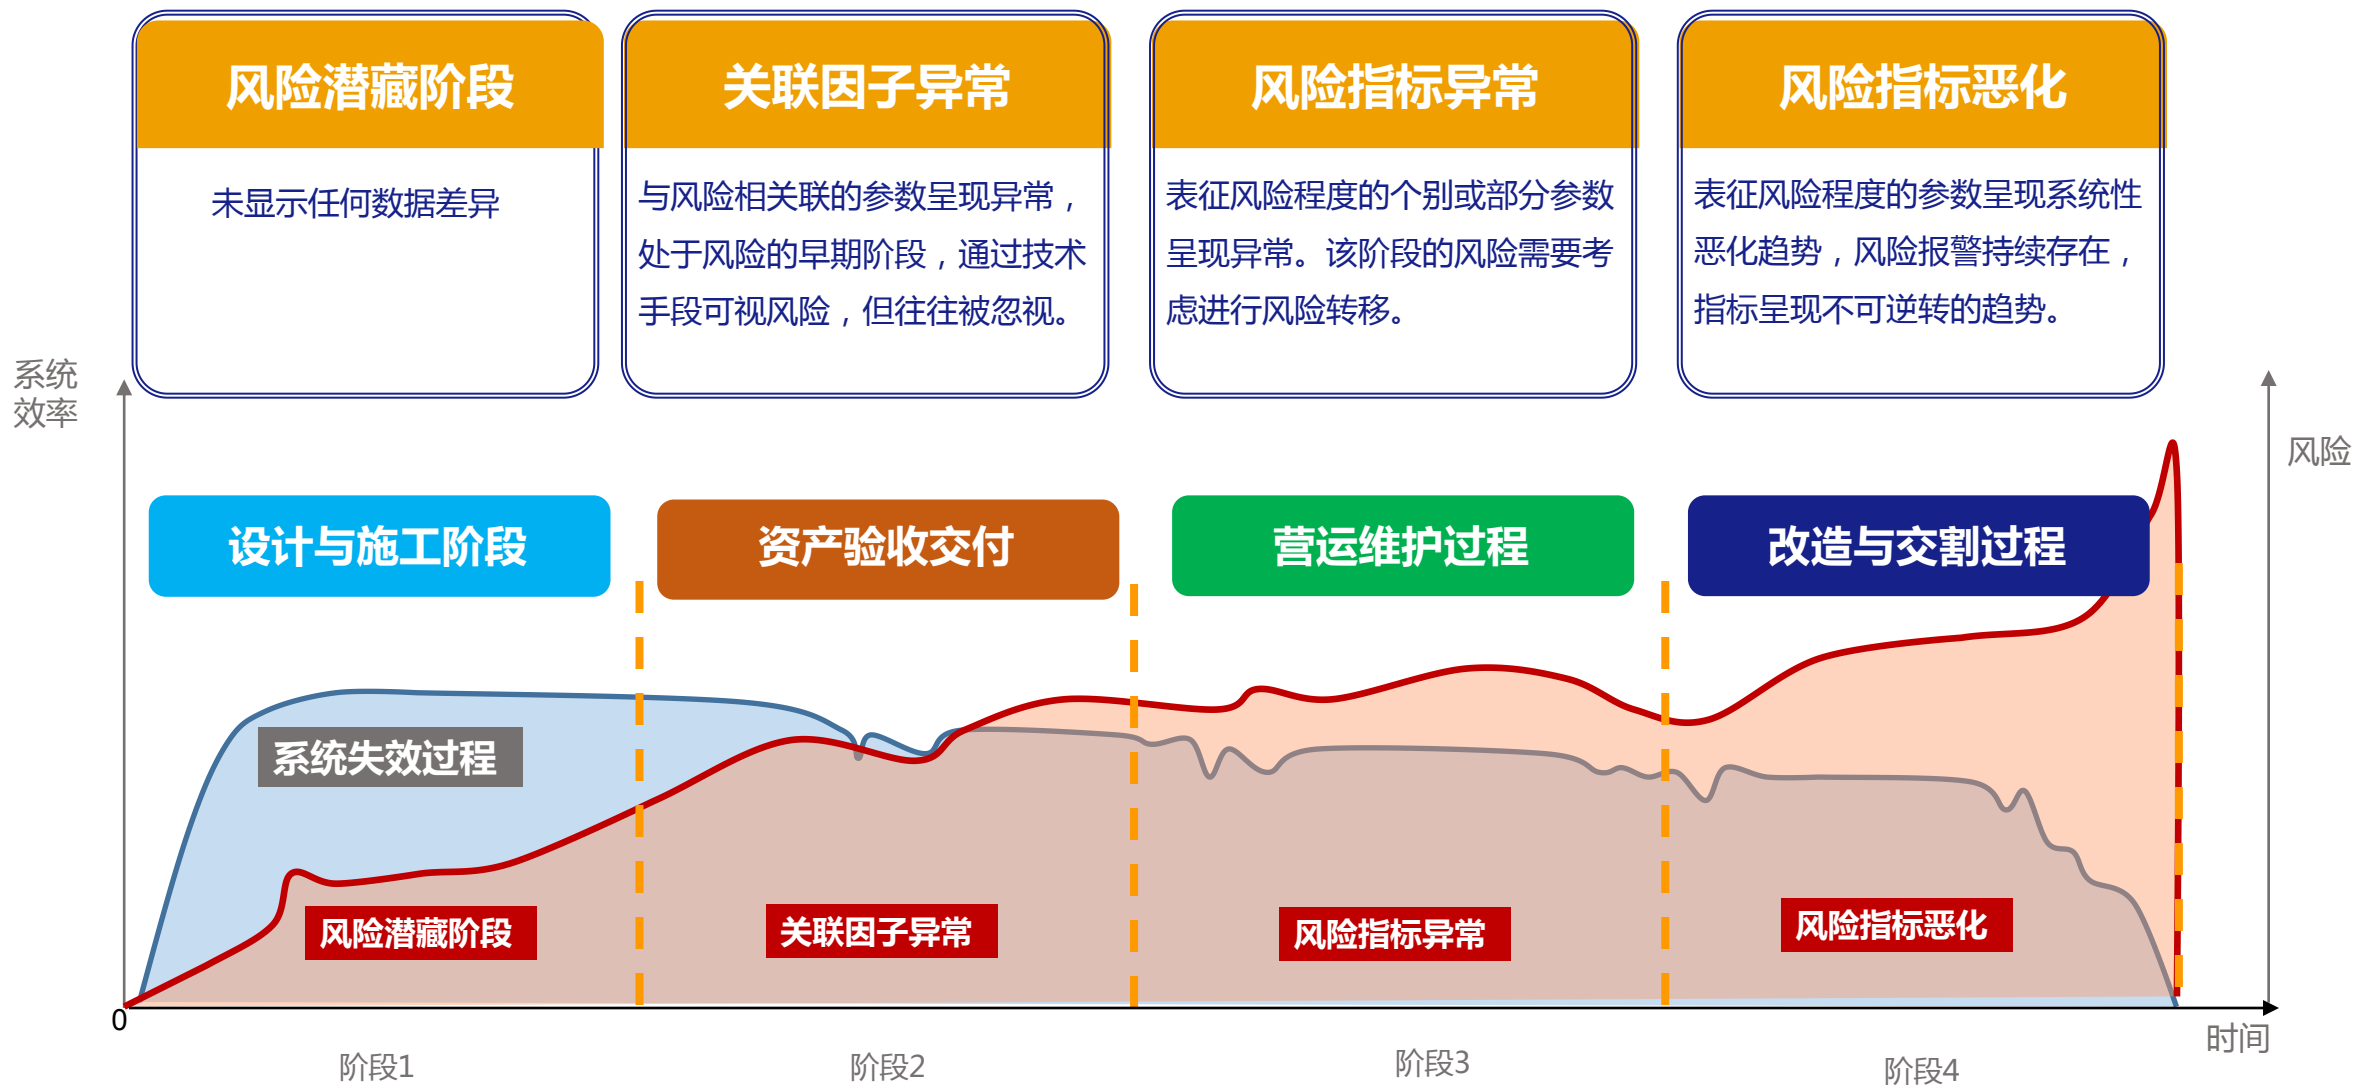 风险潜藏阶段
未显示任何数据差异
关联因子异常
与风险相关联的参数呈现异常，
处于风险的早期阶段，通过技术
手段可视风险，但往往被忽视。
风险指标异常
表征风险程度的个别或部分参数
呈现异常。该阶段的风险需要考
虑进行风险转移。
风险指标恶化
表征风险程度的参数呈现系统性
恶化趋势，风险报警持续存在，
指标呈现不可逆转的趋势。
系统
效率
风险
设计与施工阶段
资产验收交付
营运维护过程
改造与交割过程
系统失效过程
风险潜藏阶段
关联因子异常
风险指标异常
风险指标恶化
0
时间
阶段1
阶段2
阶段3
阶段4